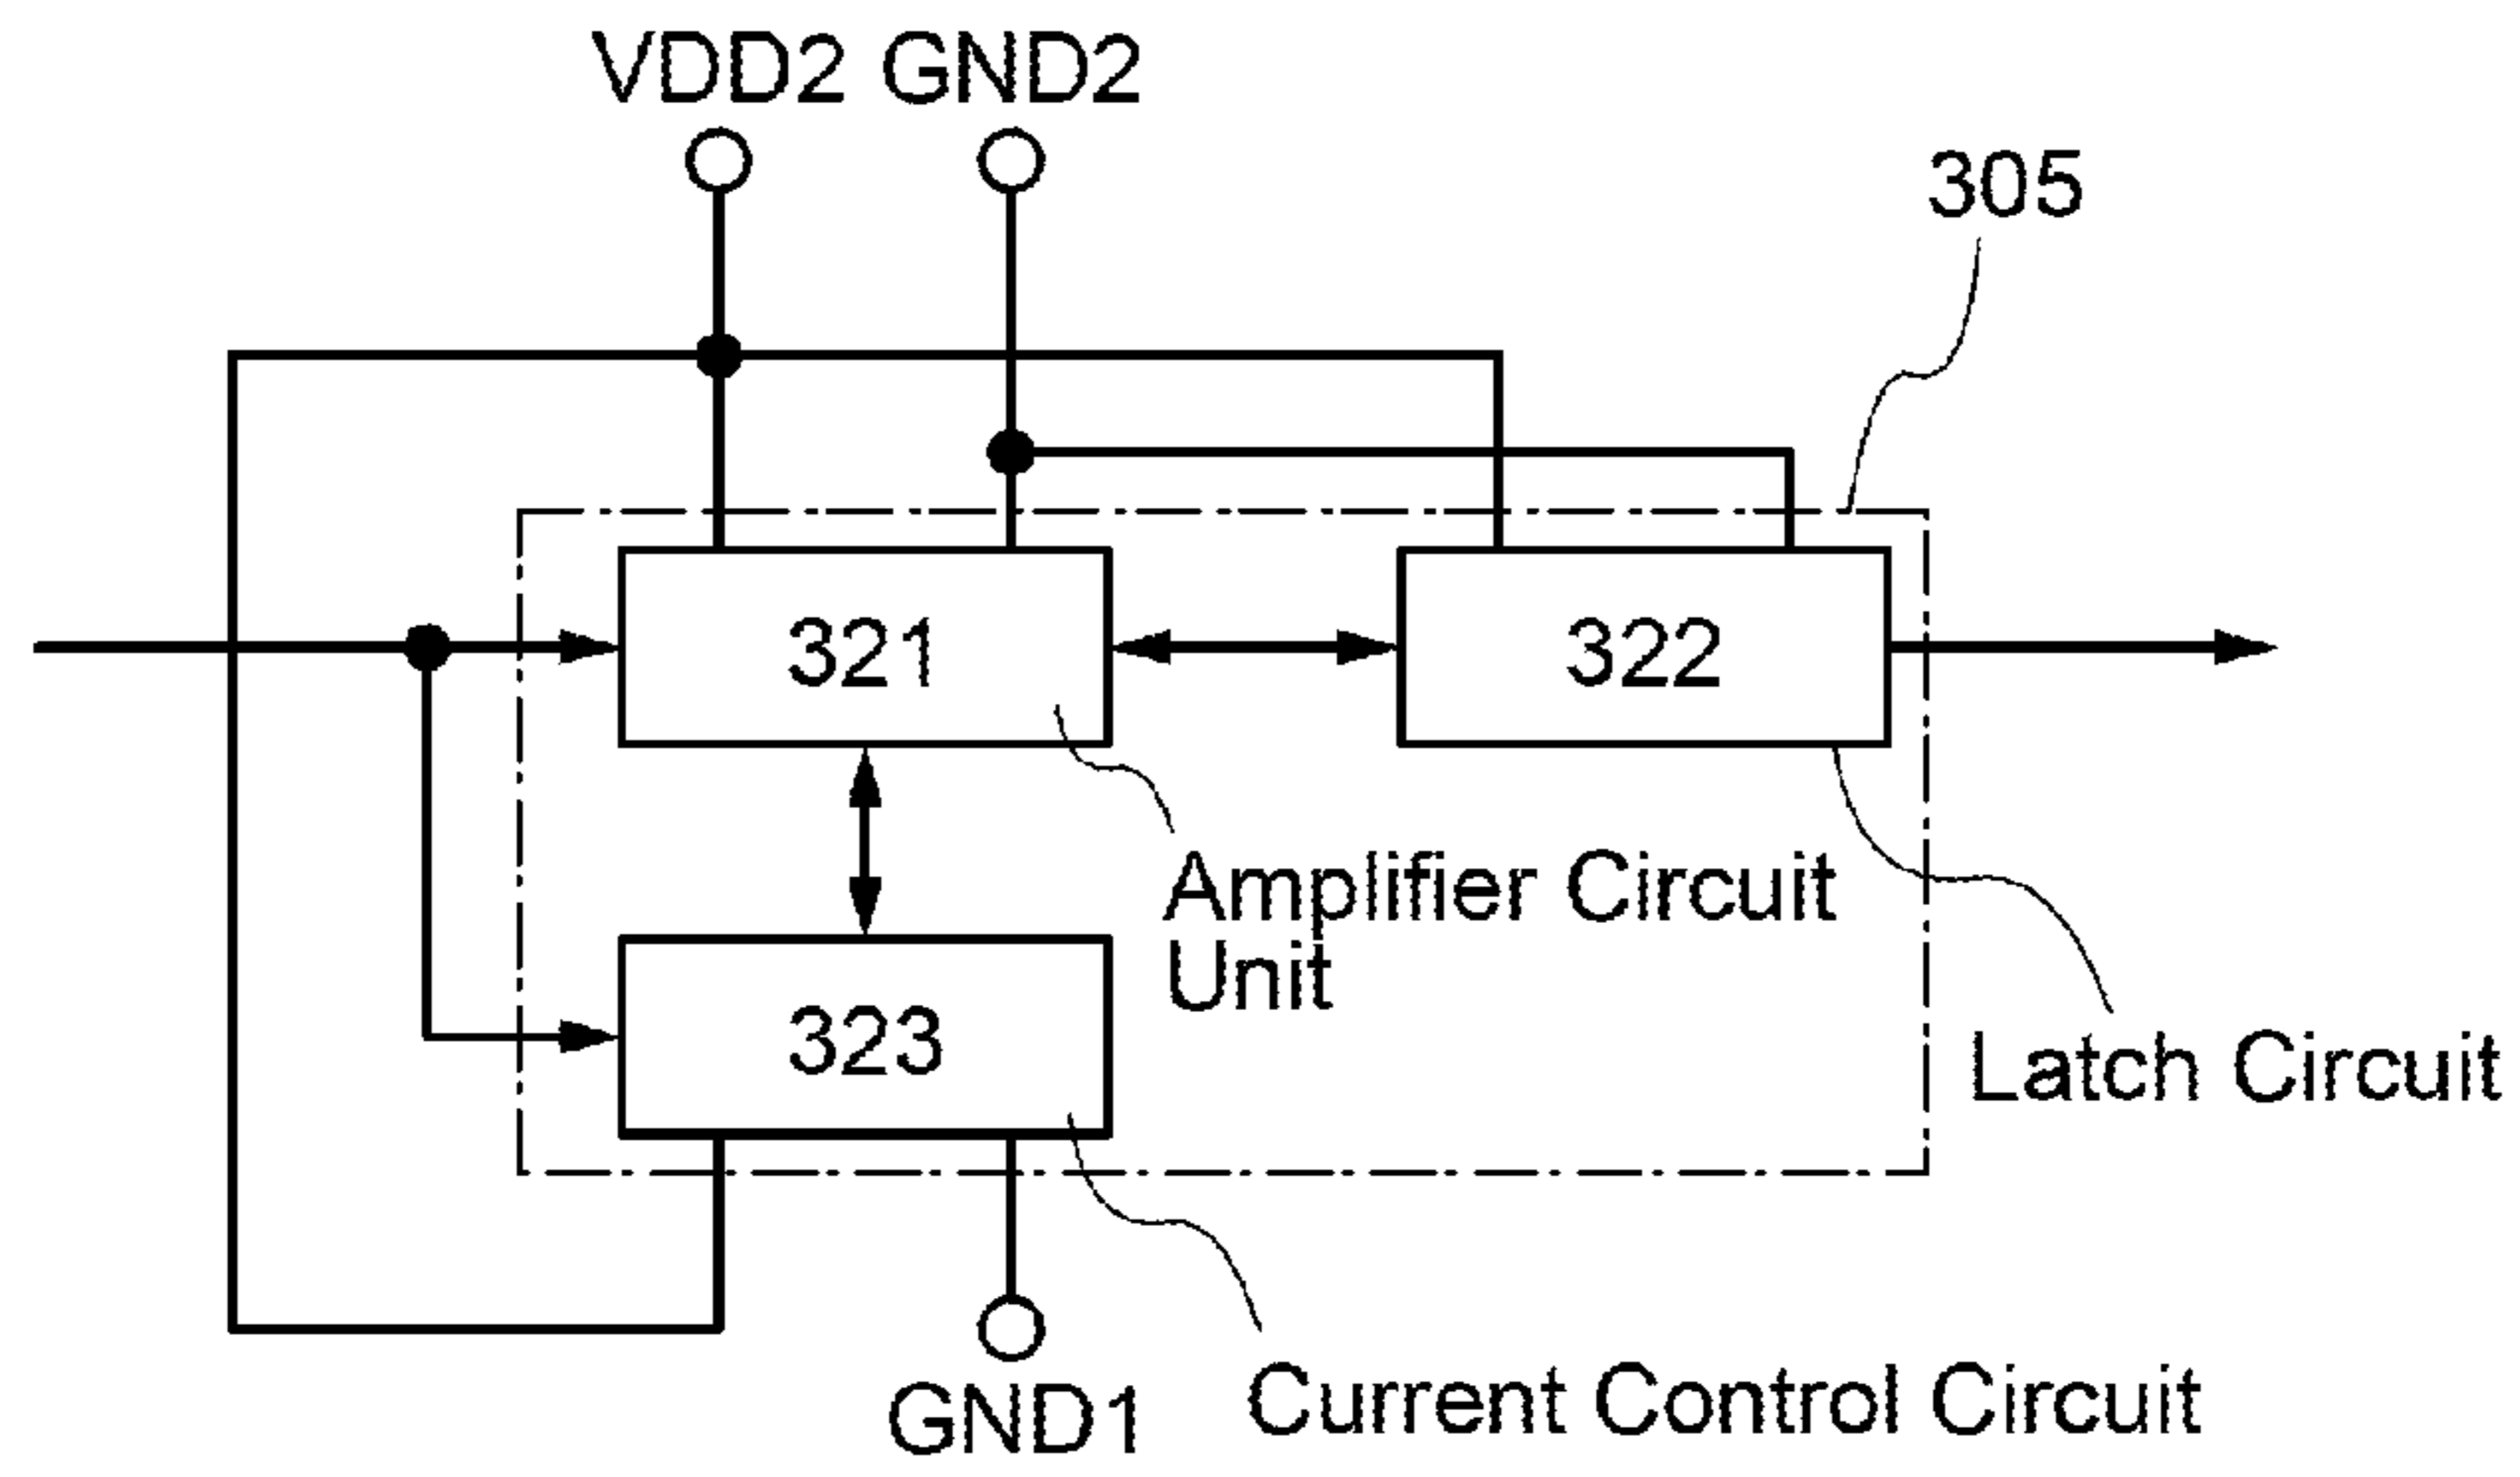 VDD2 GND2
305
321
322
Amplifier Circuit
Unit
323
Latch Circuit
GND1
Current Control Circuit